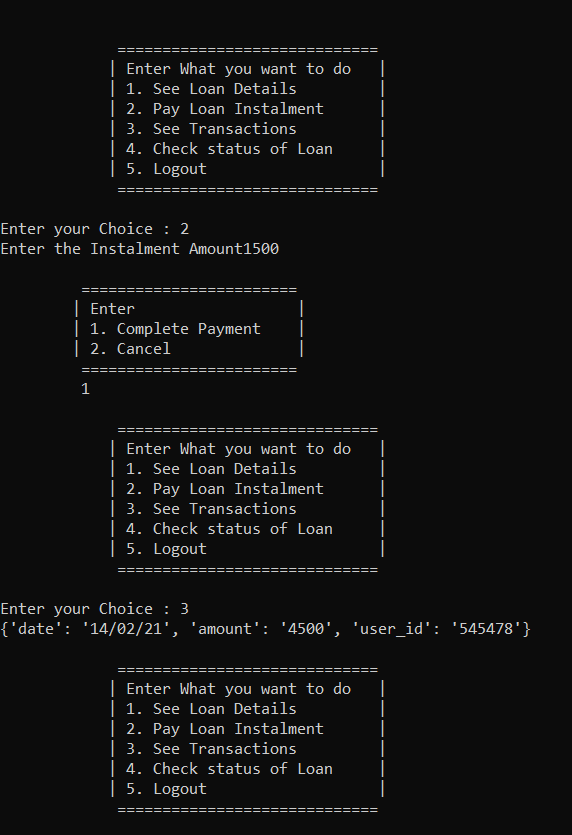 =============================
| Enter What you want to do   |
| 1. See Loan Details         |
| 2. Pay Loan Instalment      |
| 3. See Transactions         |
| 4. Check status of Loan     |
| 5. Logout                   |
=============================
Enter your Choice : 2
Enter the Instalment Amount1500
========================
| Enter                  |
| 1. Complete Payment    |
| 2. Cancel              |
========================
1
=============================
| Enter What you want to do   |
| 1. See Loan Details         |
| 2. Pay Loan Instalment      |
| 3. See Transactions         |
| 4. Check status of Loan     |
| 5. Logout                   |
=============================
Enter your Choice : 3
{'date': '14/02/21', 'amount': '4500', 'user_id': '545478'}
=============================
| Enter What you want to do   |
| 1. See Loan Details         |
| 2. Pay Loan Instalment      |
| 3. See Transactions         |
| 4. Check status of Loan     |
| 5. Logout                   |
=============================